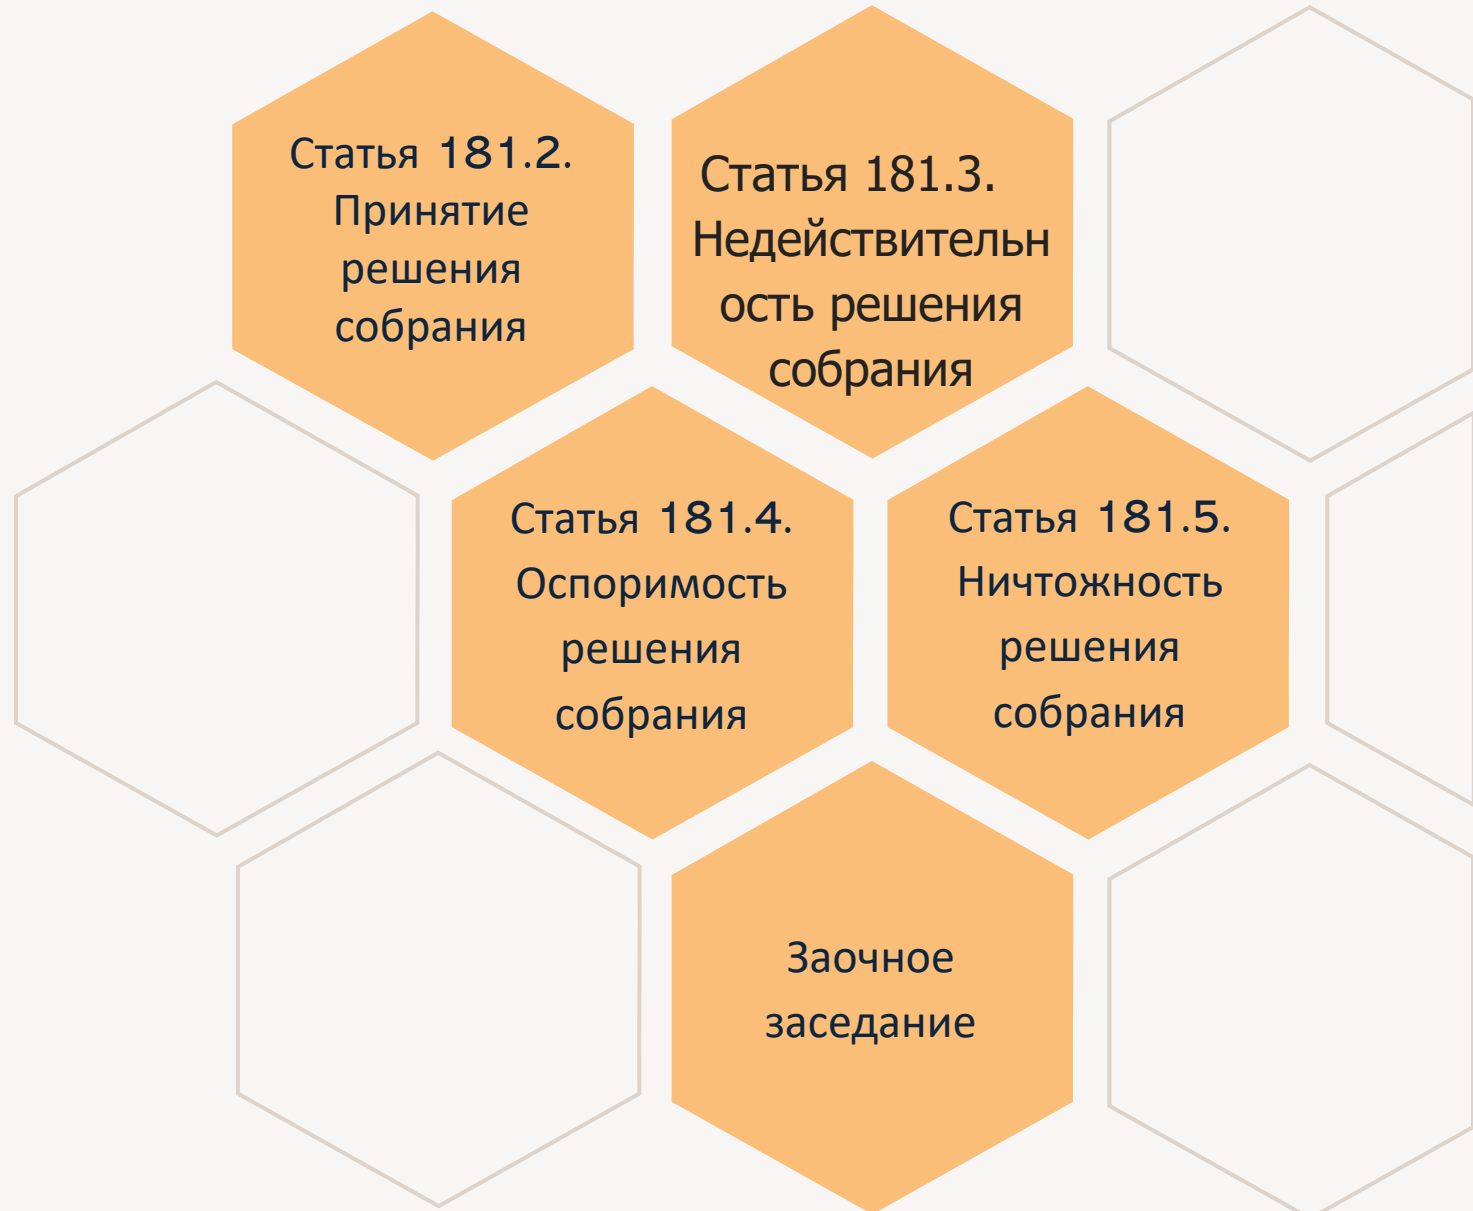 Статья 181.2.
Принятие
решения
собрания
Статья 181.3.
Недействительн
ость решения
собрания
Статья 181.4.
Оспоримость
решения
собрания
Статья 181.5.
Ничтожность
решения
собрания
Заочное
заседание